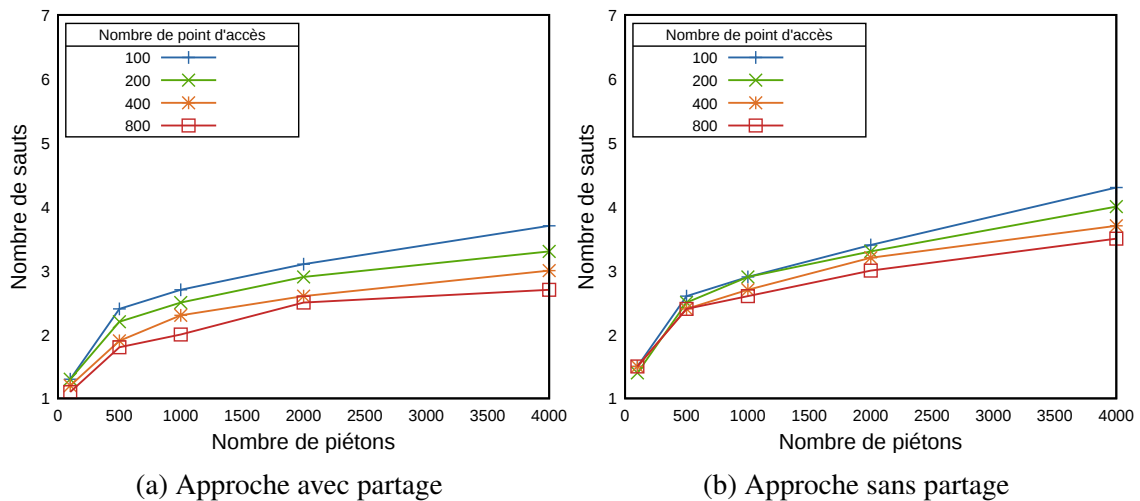 7
6
5
4
3
2
1
Nombre de sauts
Nombre de point d'accès
100
200
400
800
0 500 1000 1500 2000 2500 3000 3500 4000
Nombre de piétons
(a) Approche avec partage
7
6
5
4
3
2
1
Nombre de sauts
Nombre de point d'accès
100
200
400
800
0 500 1000 1500 2000 2500 3000 3500 4000
Nombre de piétons
(b) Approche sans partage